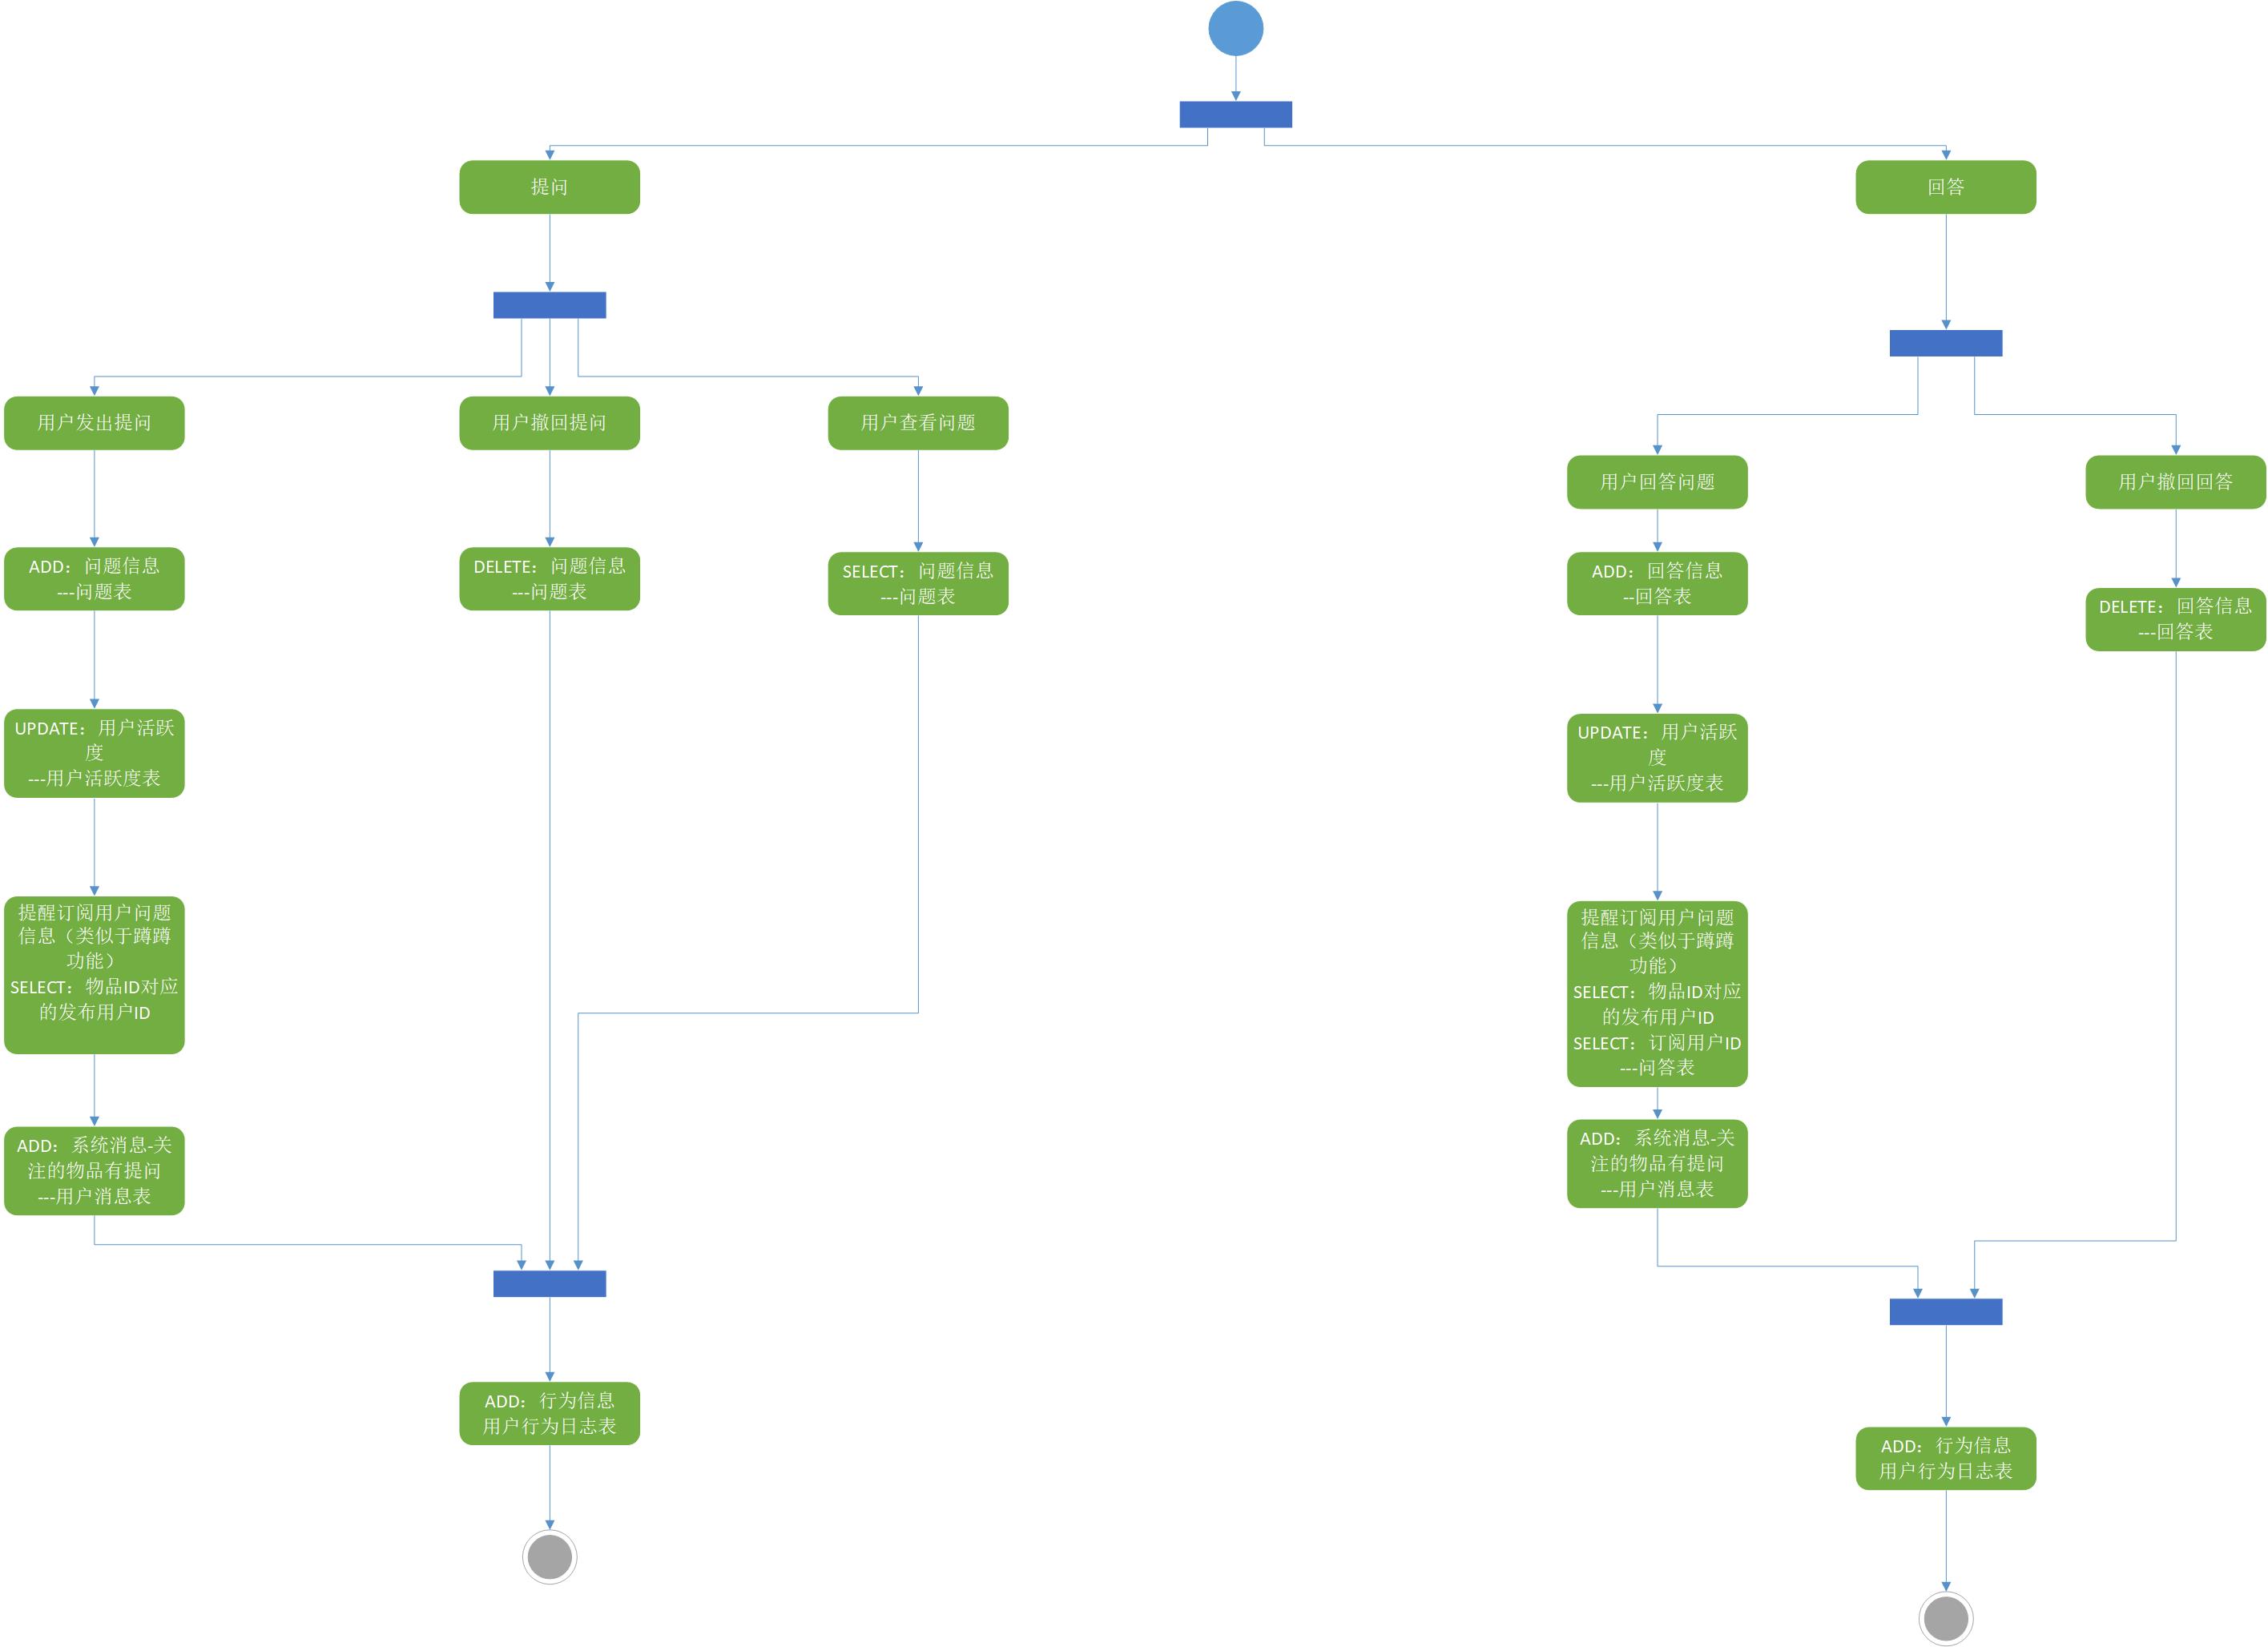 提问
回答
用户发出提问
用户撤回提问
用户查看问题
用户回答问题
用户撤回回答
ADD：问题信息
---问题表
DELETE：问题信息
---问题表
SELECT：问题信息
---问题表
ADD：回答信息
--回答表
DELETE：回答信息
---回答表
UPDATE：用户活跃
度
---用户活跃度表
UPDATE：用户活跃
度
---用户活跃度表
提醒订阅用户问题
信息（类似于蹲蹲
功能）
SELECT：物品ID对应
的发布用户ID
提醒订阅用户问题
信息（类似于蹲蹲
功能）
SELECT：物品ID对应
的发布用户ID
SELECT：订阅用户ID
---问答表
ADD：系统消息-关
注的物品有提问
---用户消息表
ADD：系统消息-关
注的物品有提问
---用户消息表
ADD：行为信息
用户行为日志表
ADD：行为信息
用户行为日志表